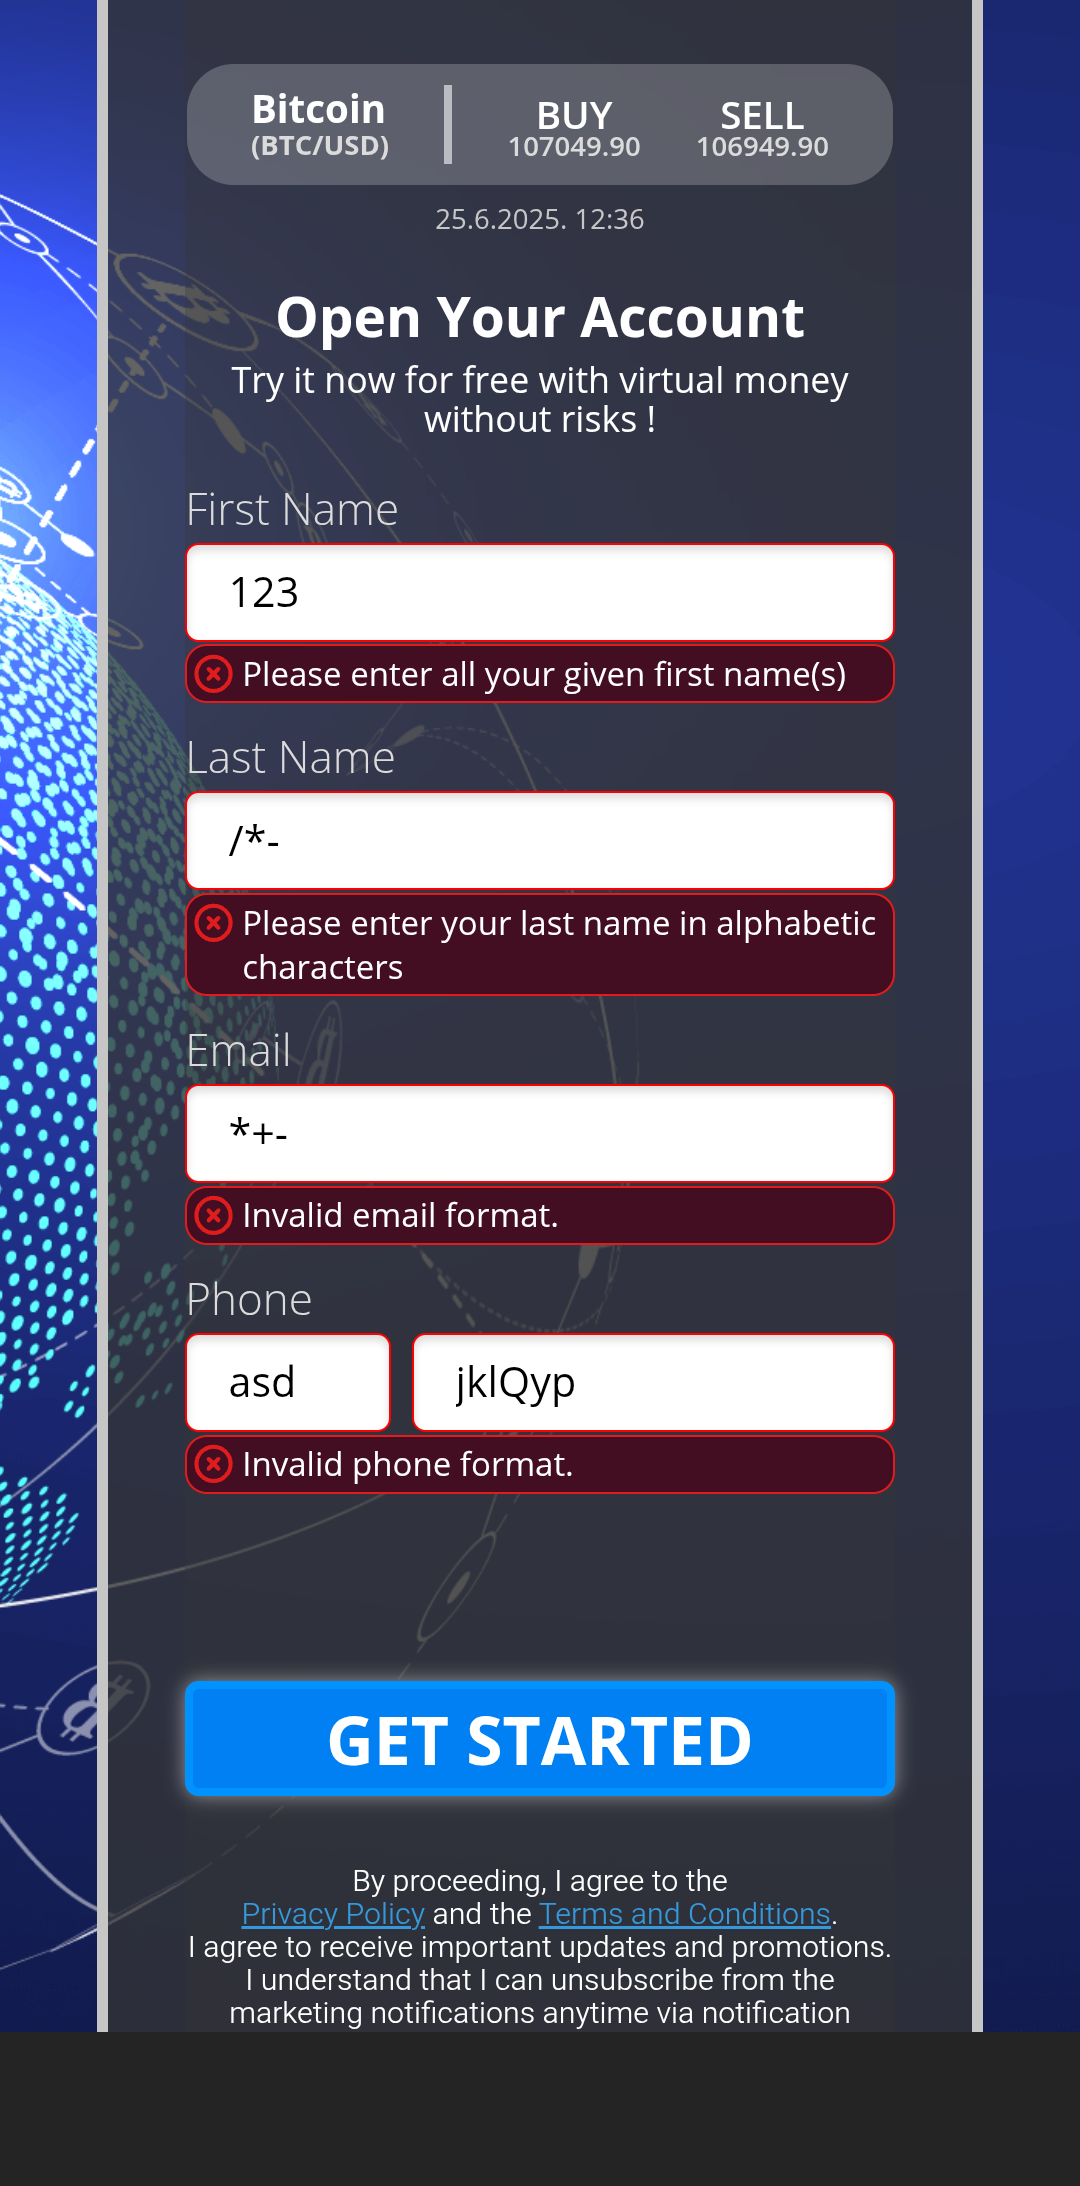 Bitcoin
(BTC/USD)
BUY
107049.90
SELL
106949.90
25.6.2025. 12:36
Open Your Account
Try it now for free with virtual money
without risks !
First Name
123
Please enter all your given first name(s)
Last Name
/*-
Please enter your last name in alphabetic
characters
Email
*+-
Invalid email format.
Phone
asd
jklQyp
Invalid phone format.
GET STARTED
By proceeding, I agree to the
Privacy Policy and the Terms and Conditions.
I agree to receive important updates and promotions.
I understand that I can unsubscribe from the
marketing notifications anytime via notification